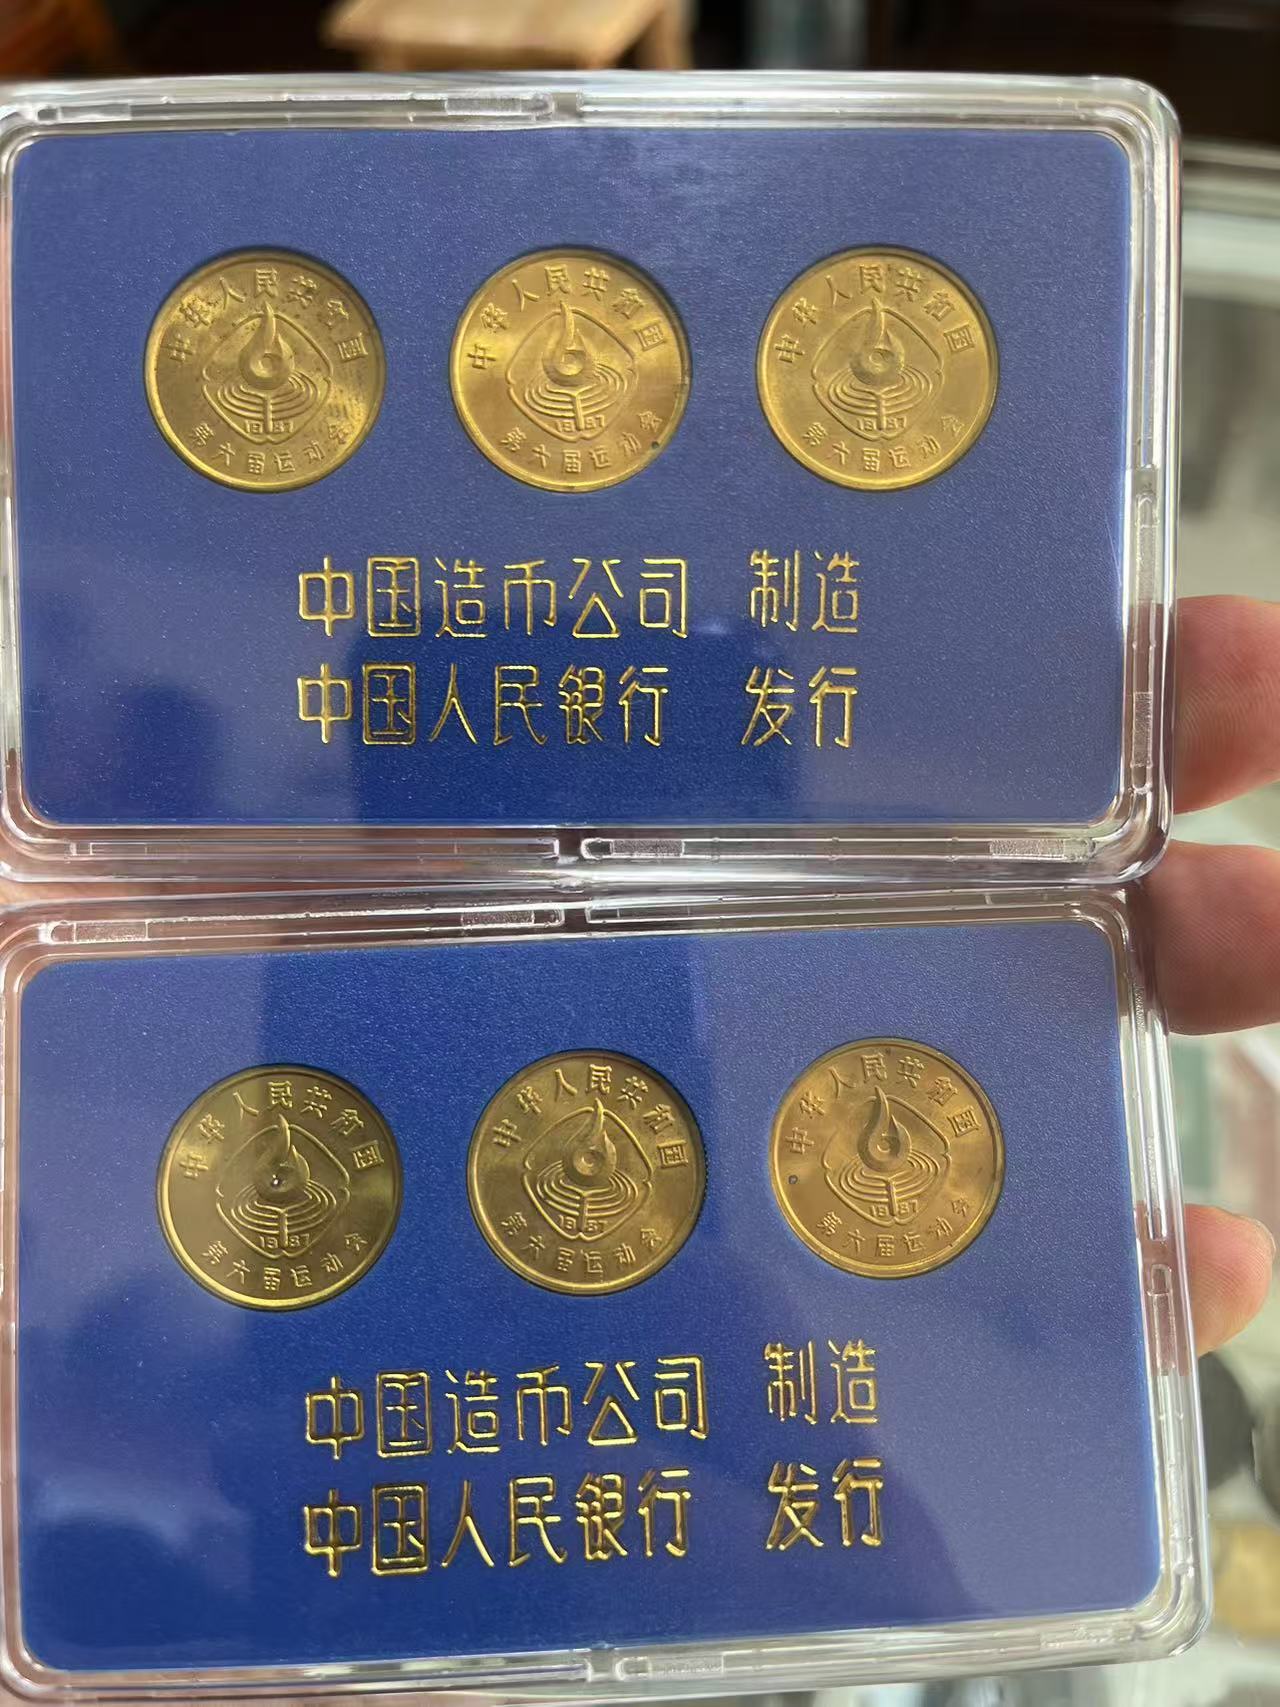 中华人民共和国
1987
第六届运动会
中华人民共和国
1987
第六届运动会
中华人民共和国
1987
第六届运动会
中国造币公司 制造
中国人民银行 发行
中华人民共和国
1987
第六届运动会
中华人民共和国
1987
第六届运动会
中华人民共和国
1987
第六届运动会
中国造币公司 制造
中国人民银行 发行